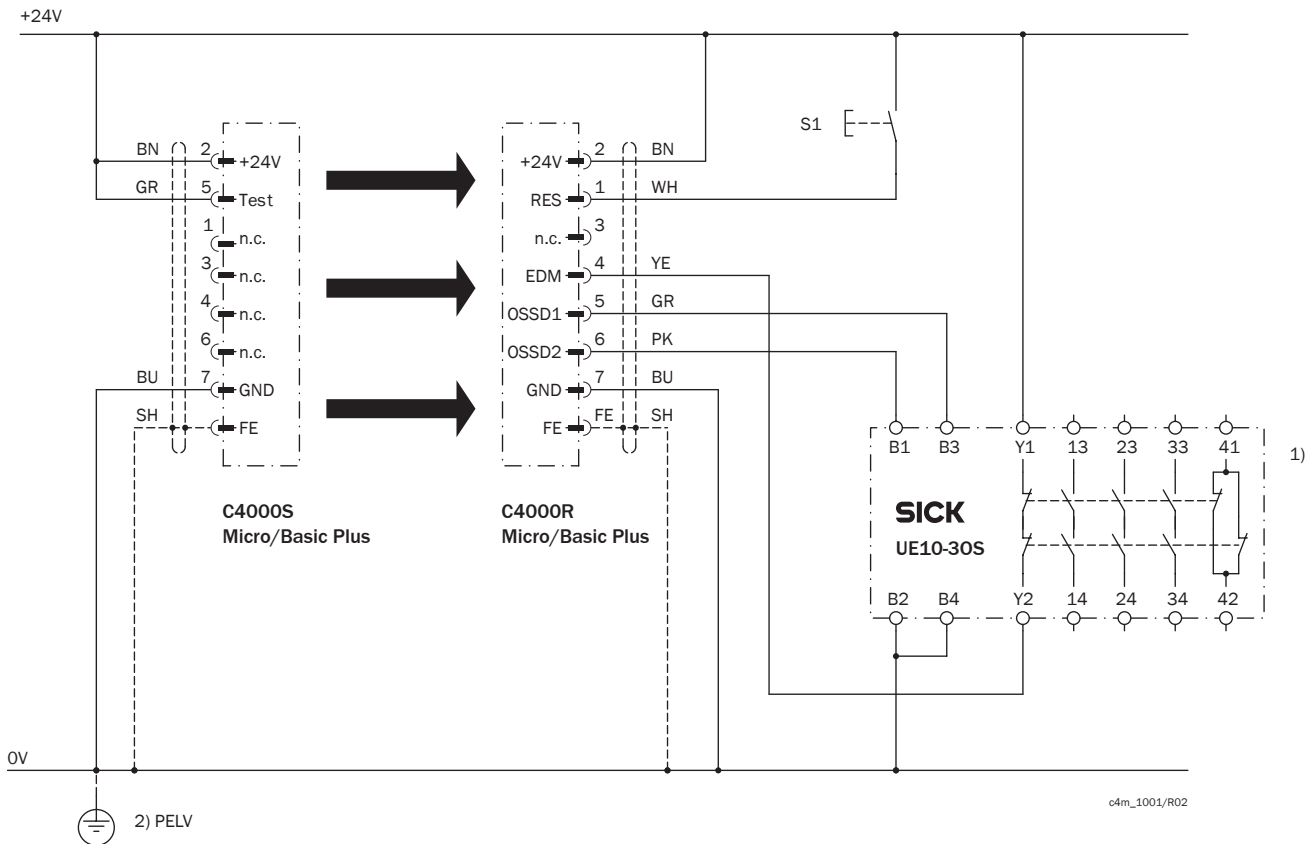 +24V
S1
BN 2 +24V
GR 5 Test
1 n.c.
3 n.c.
4 n.c.
6 n.c.
BU 7 GND
SH FE
C4000S
Micro/Basic Plus
+24V 2 BN
RES 1 WH
n.c. 3
EDM 4 YE
OSSD1 5 GR
OSSD2 6 PK
GND 7 BU
FE FE SH
C4000R
Micro/Basic Plus
B1 B3 Y1 13 23 33 41
1)
SICK
UE10-30S
B2 B4 Y2 14 24 34 42
0V
2) PELV
c4m_1001/R02